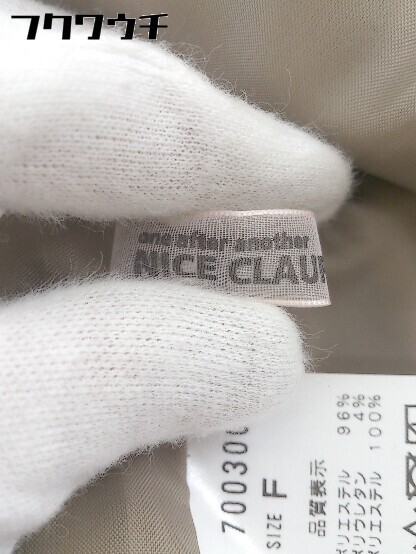 フクワウチ
one after another
NICE CLAUP
700300
SIZE F
品質表示
ポリエステル 96%
ポリウレタン 4%
ポリエステル 100%